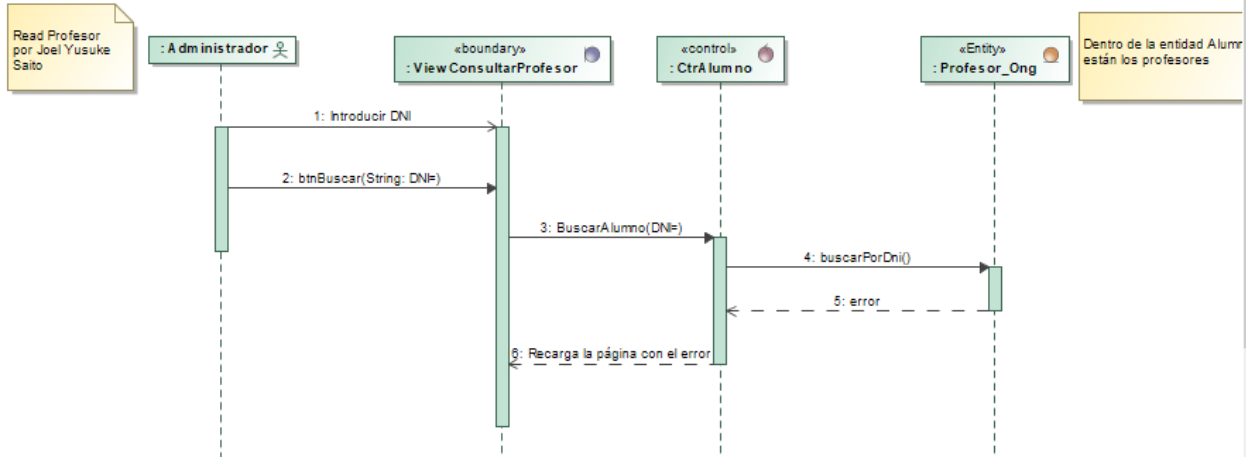 Read Profesor
por Joel Yusuke
Saito
: Administrador
«boundary»
: ViewConsultarProfesor
«control»
: CtrAlumno
«Entity»
: Profesor_Ong
Dentro de la entidad
están los profesores
1: Introducir DNI
2: btnBuscar(String: DNI=)
3: BuscarAlumno(DNI=)
4: buscarPorDni()
5: error
6: Recarga la página con el error